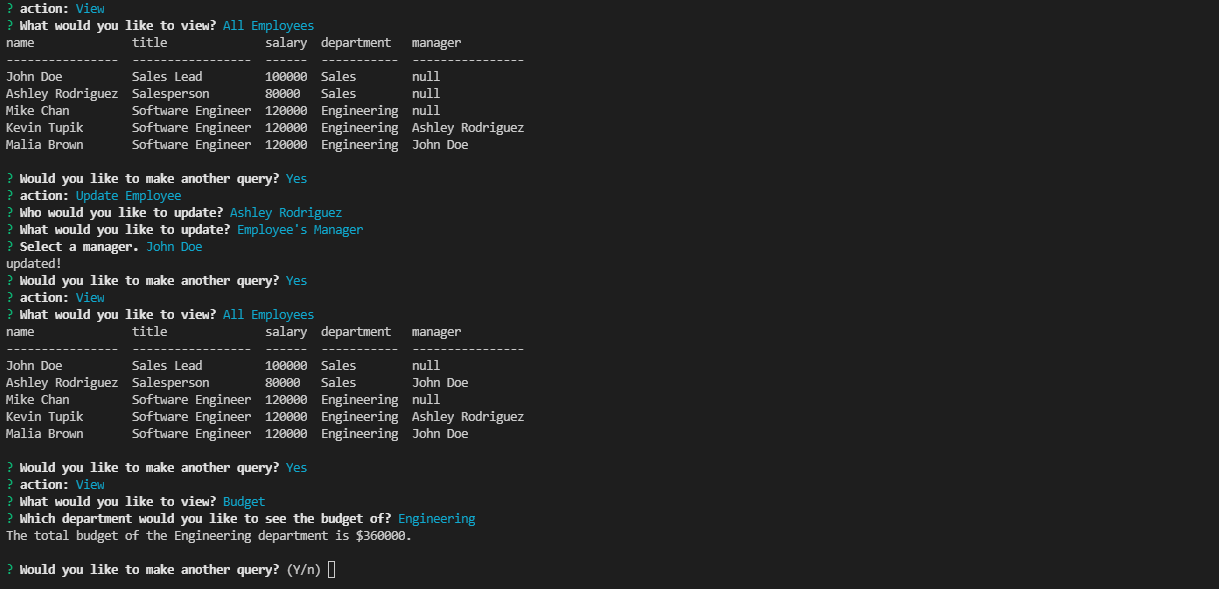 ? action: View
? What would you like to view? All Employees
name              title              salary  department   manager
----------------  -----------------  ------  -----------  ----------------
John Doe          Sales Lead         100000  Sales        null
Ashley Rodriguez  Salesperson        80000   Sales        null
Mike Chan         Software Engineer  120000  Engineering  null
Kevin Tupik       Software Engineer  120000  Engineering  Ashley Rodriguez
Malia Brown       Software Engineer  120000  Engineering  John Doe

? Would you like to make another query? Yes
? action: Update Employee
? Who would you like to update? Ashley Rodriguez
? What would you like to update? Employee's Manager
? Select a manager. John Doe
updated!
? Would you like to make another query? Yes
? action: View
? What would you like to view? All Employees
name              title              salary  department   manager
----------------  -----------------  ------  -----------  ----------------
John Doe          Sales Lead         100000  Sales        null
Ashley Rodriguez  Salesperson        80000   Sales        John Doe
Mike Chan         Software Engineer  120000  Engineering  null
Kevin Tupik       Software Engineer  120000  Engineering  Ashley Rodriguez
Malia Brown       Software Engineer  120000  Engineering  John Doe

? Would you like to make another query? Yes
? action: View
? What would you like to view? Budget
? Which department would you like to see the budget of? Engineering
The total budget of the Engineering department is $360000.

? Would you like to make another query? (Y/n)